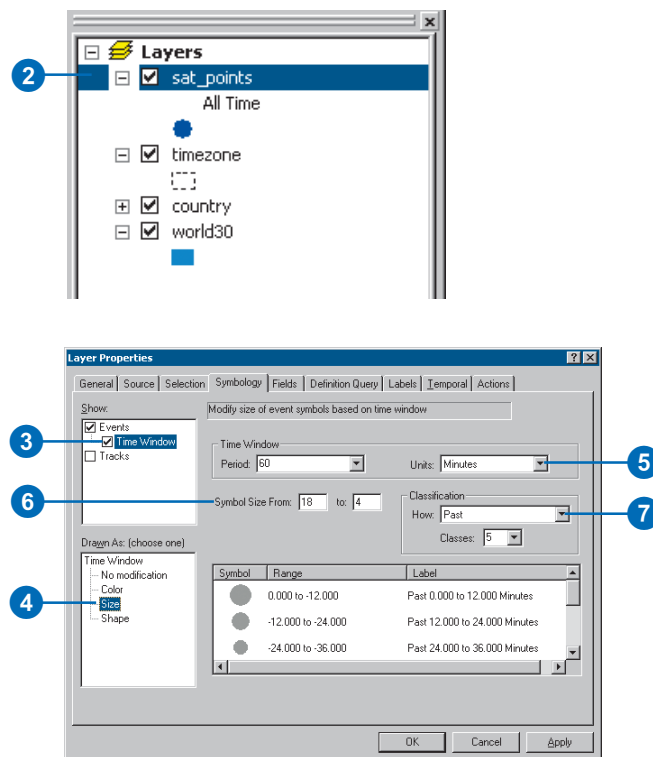 Layers
2
sat_points
All Time
timezone
country
world30
Layer Properties
General Source Selection Symbology Fields Definition Query Labels Temporal Actions
Show:
Modify size of event symbols based on time window
Events
3
Time Window
Tracks
Time Window
Period: 60
Units: Minutes
5
6
Symbol Size From: 18 to: 4
Classification
How: Past
7
Classes: 5
Drawn As: (choose one)
Time Window
No modification
Color
4
Size
Shape
Symbol Range Label
0.000 to -12.000 Past 0.000 to 12.000 Minutes
-12.000 to -24.000 Past 12.000 to 24.000 Minutes
-24.000 to -36.000 Past 24.000 to 36.000 Minutes
OK Cancel Apply